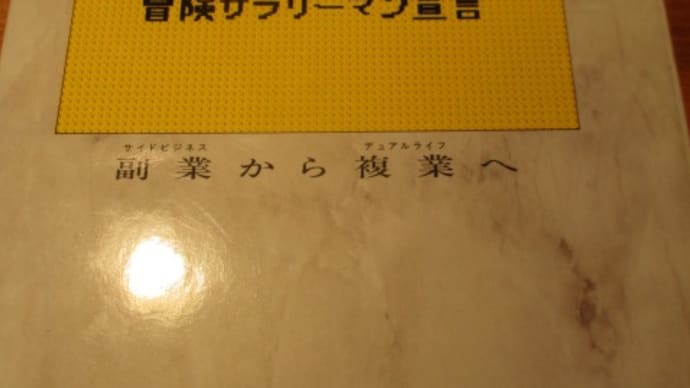 冒険サラリーマン宣言
サイドビジネス デュアルライフ
副業から複業へ